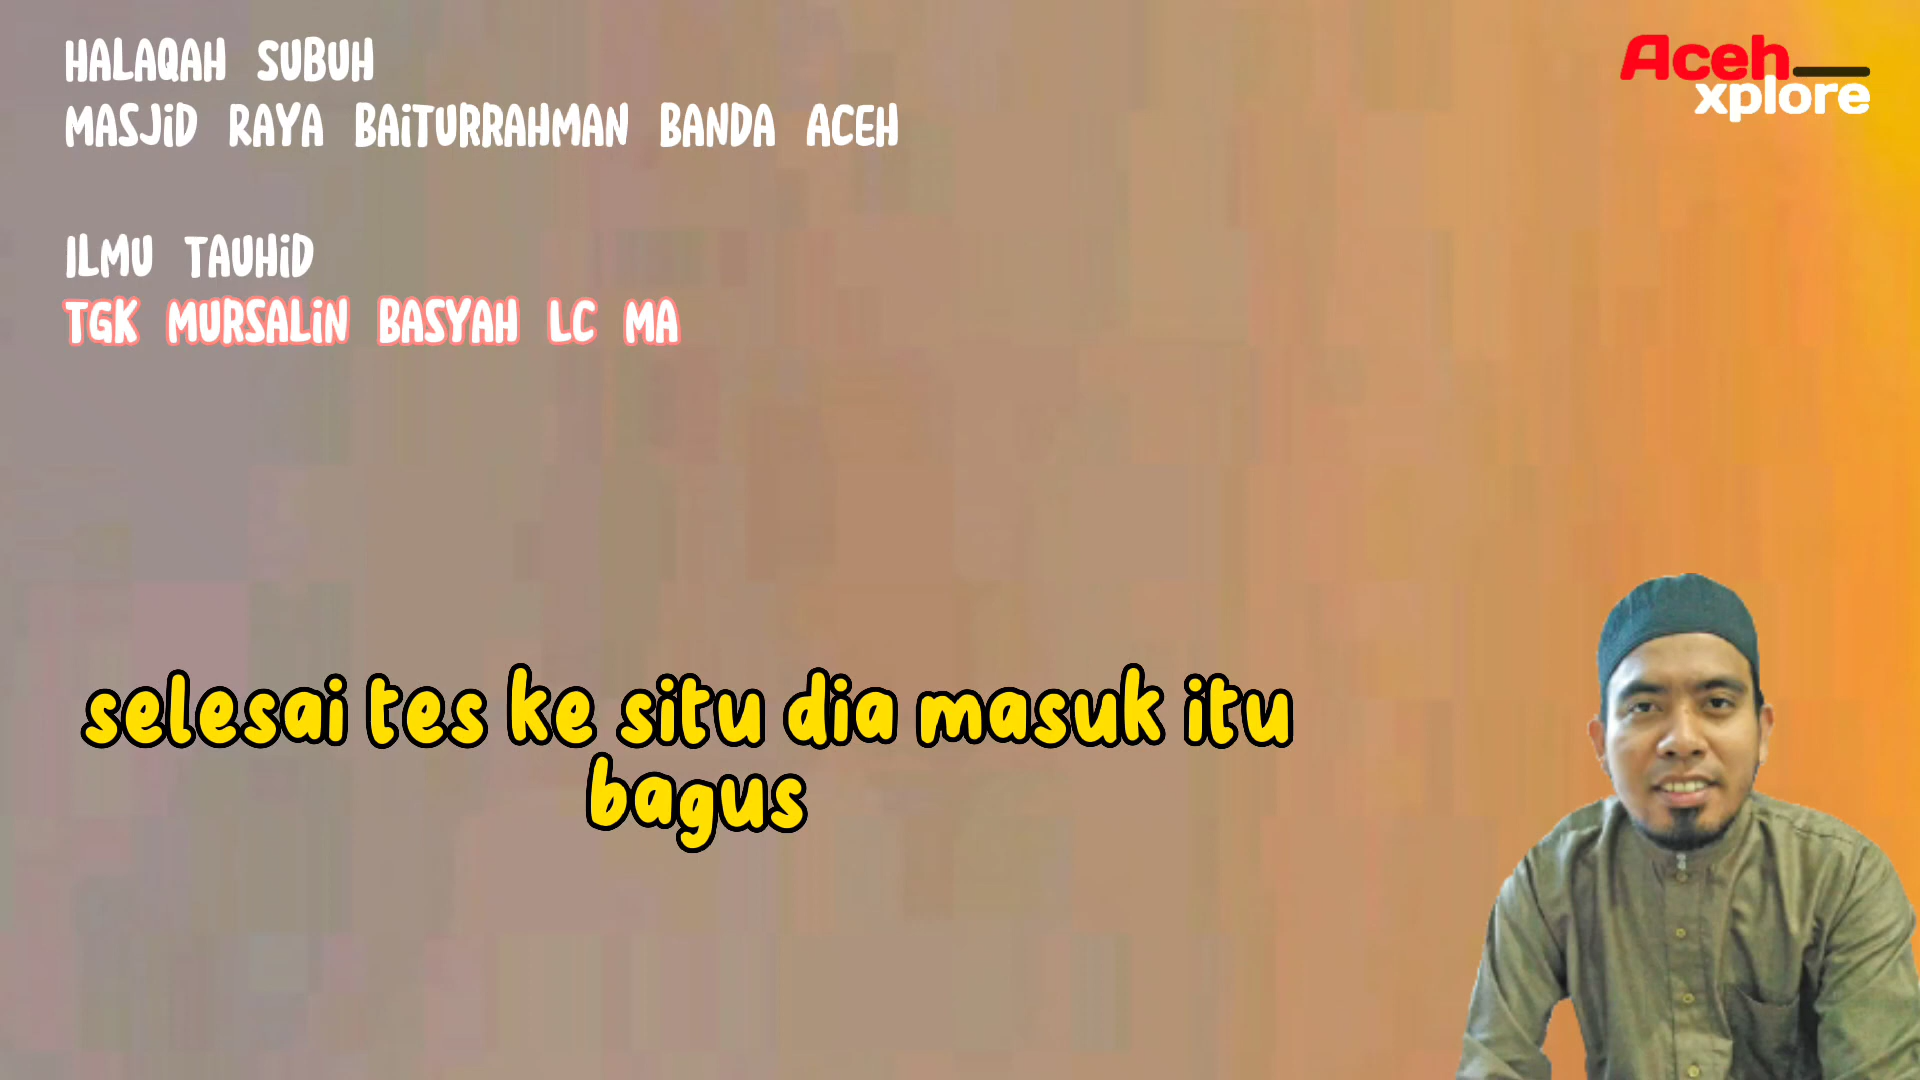 HALAQAH SUBUH
MASJiD RAYA BAiTURRAHMAN BANDA ACEH
ILMU TAUHiD
TGK MURSALiN BASYAH LC MA
Aceh
xplore
selesai tes ke situ dia masuk itu
bagus